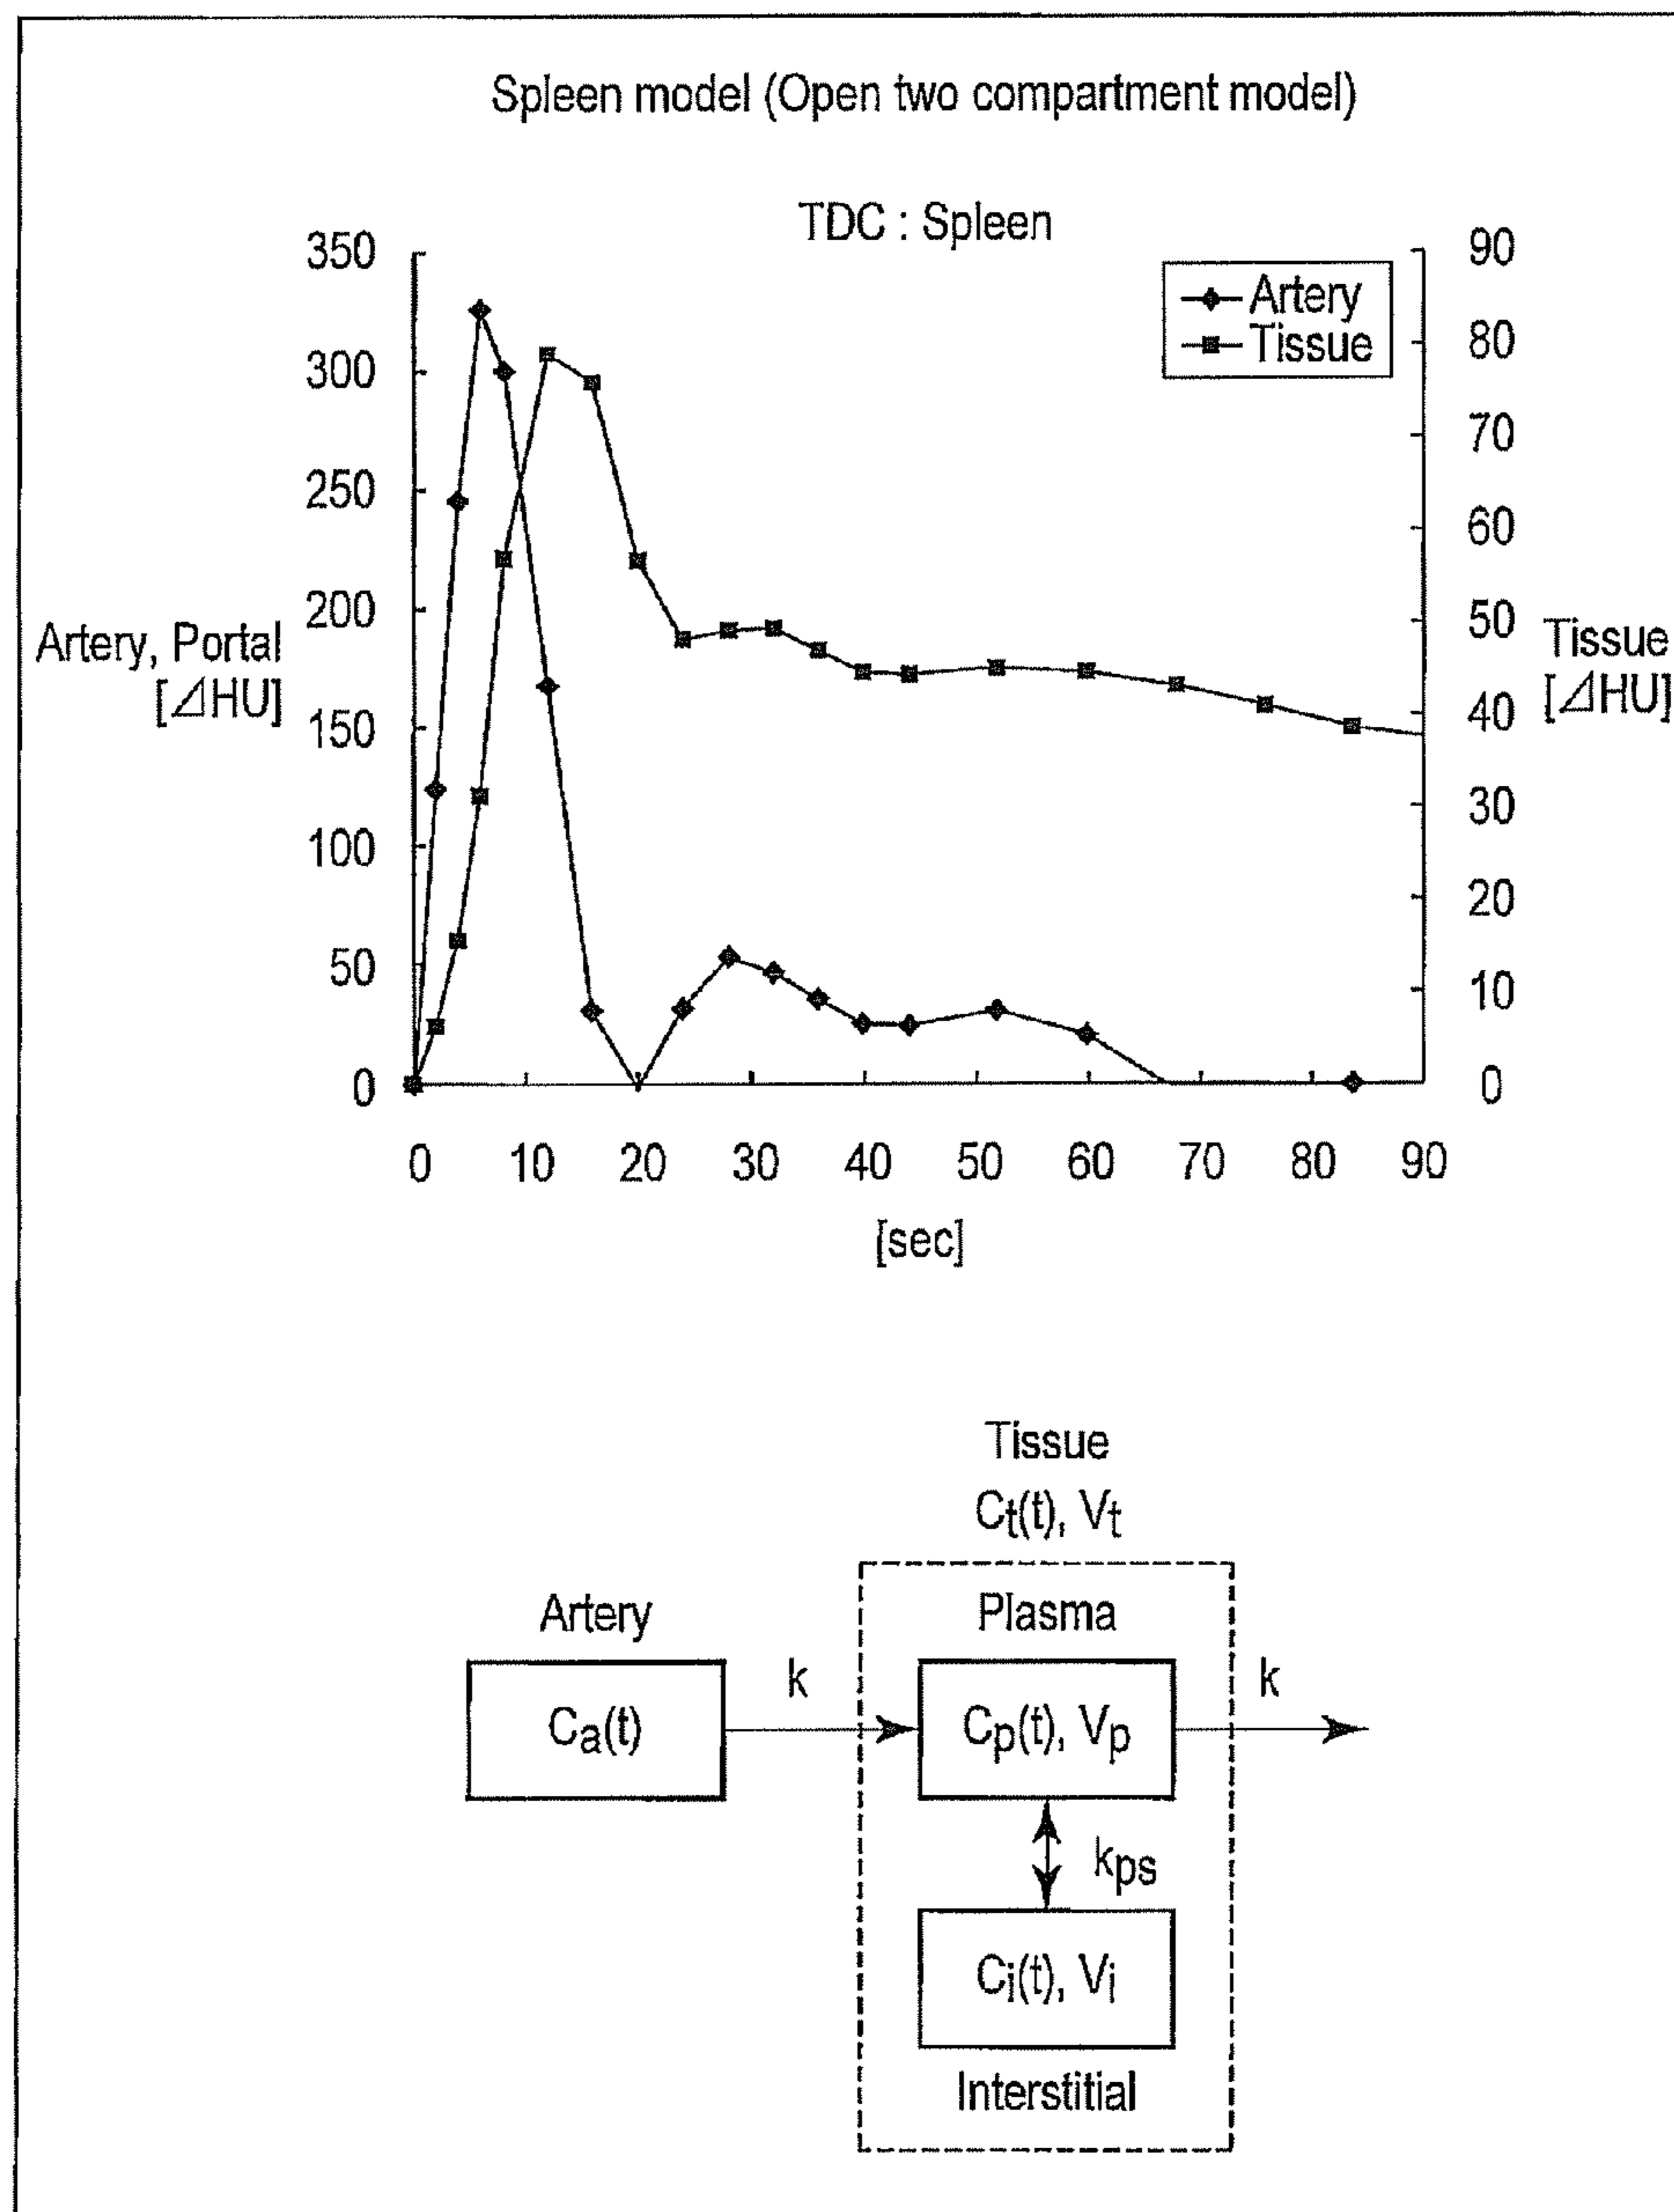 Spleen model (Open two compartment model)
TDC : Spleen
Artery
Tissue
Artery, Portal
[⊿HU]
350
300
250
200
150
100
50
0
90
80
70
60
50
40
30
20
10
0
Tissue
[⊿HU]
0 10 20 30 40 50 60 70 80 90
[sec]
Tissue
Ct(t), Vt
Artery
Plasma
Ca(t)
k
Cp(t), Vp
k
kps
Ci(t), Vi
Interstitial